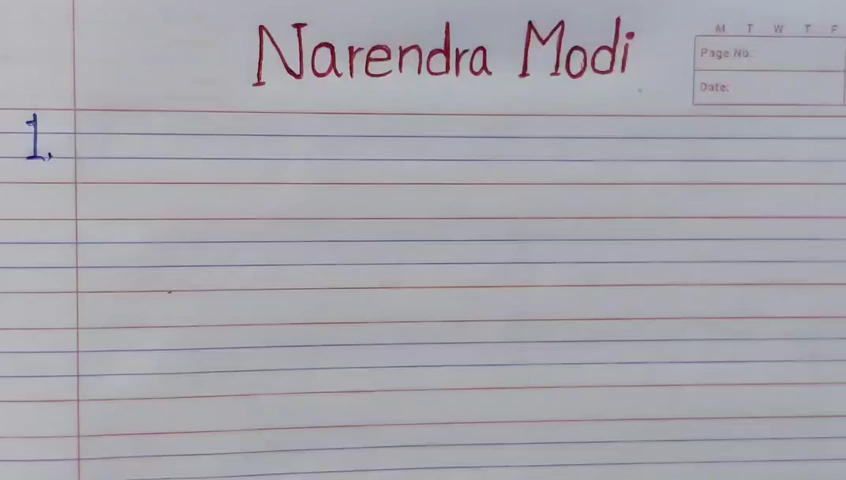 Narendra Modi
M T W T F
Page No.:
Date:
1.